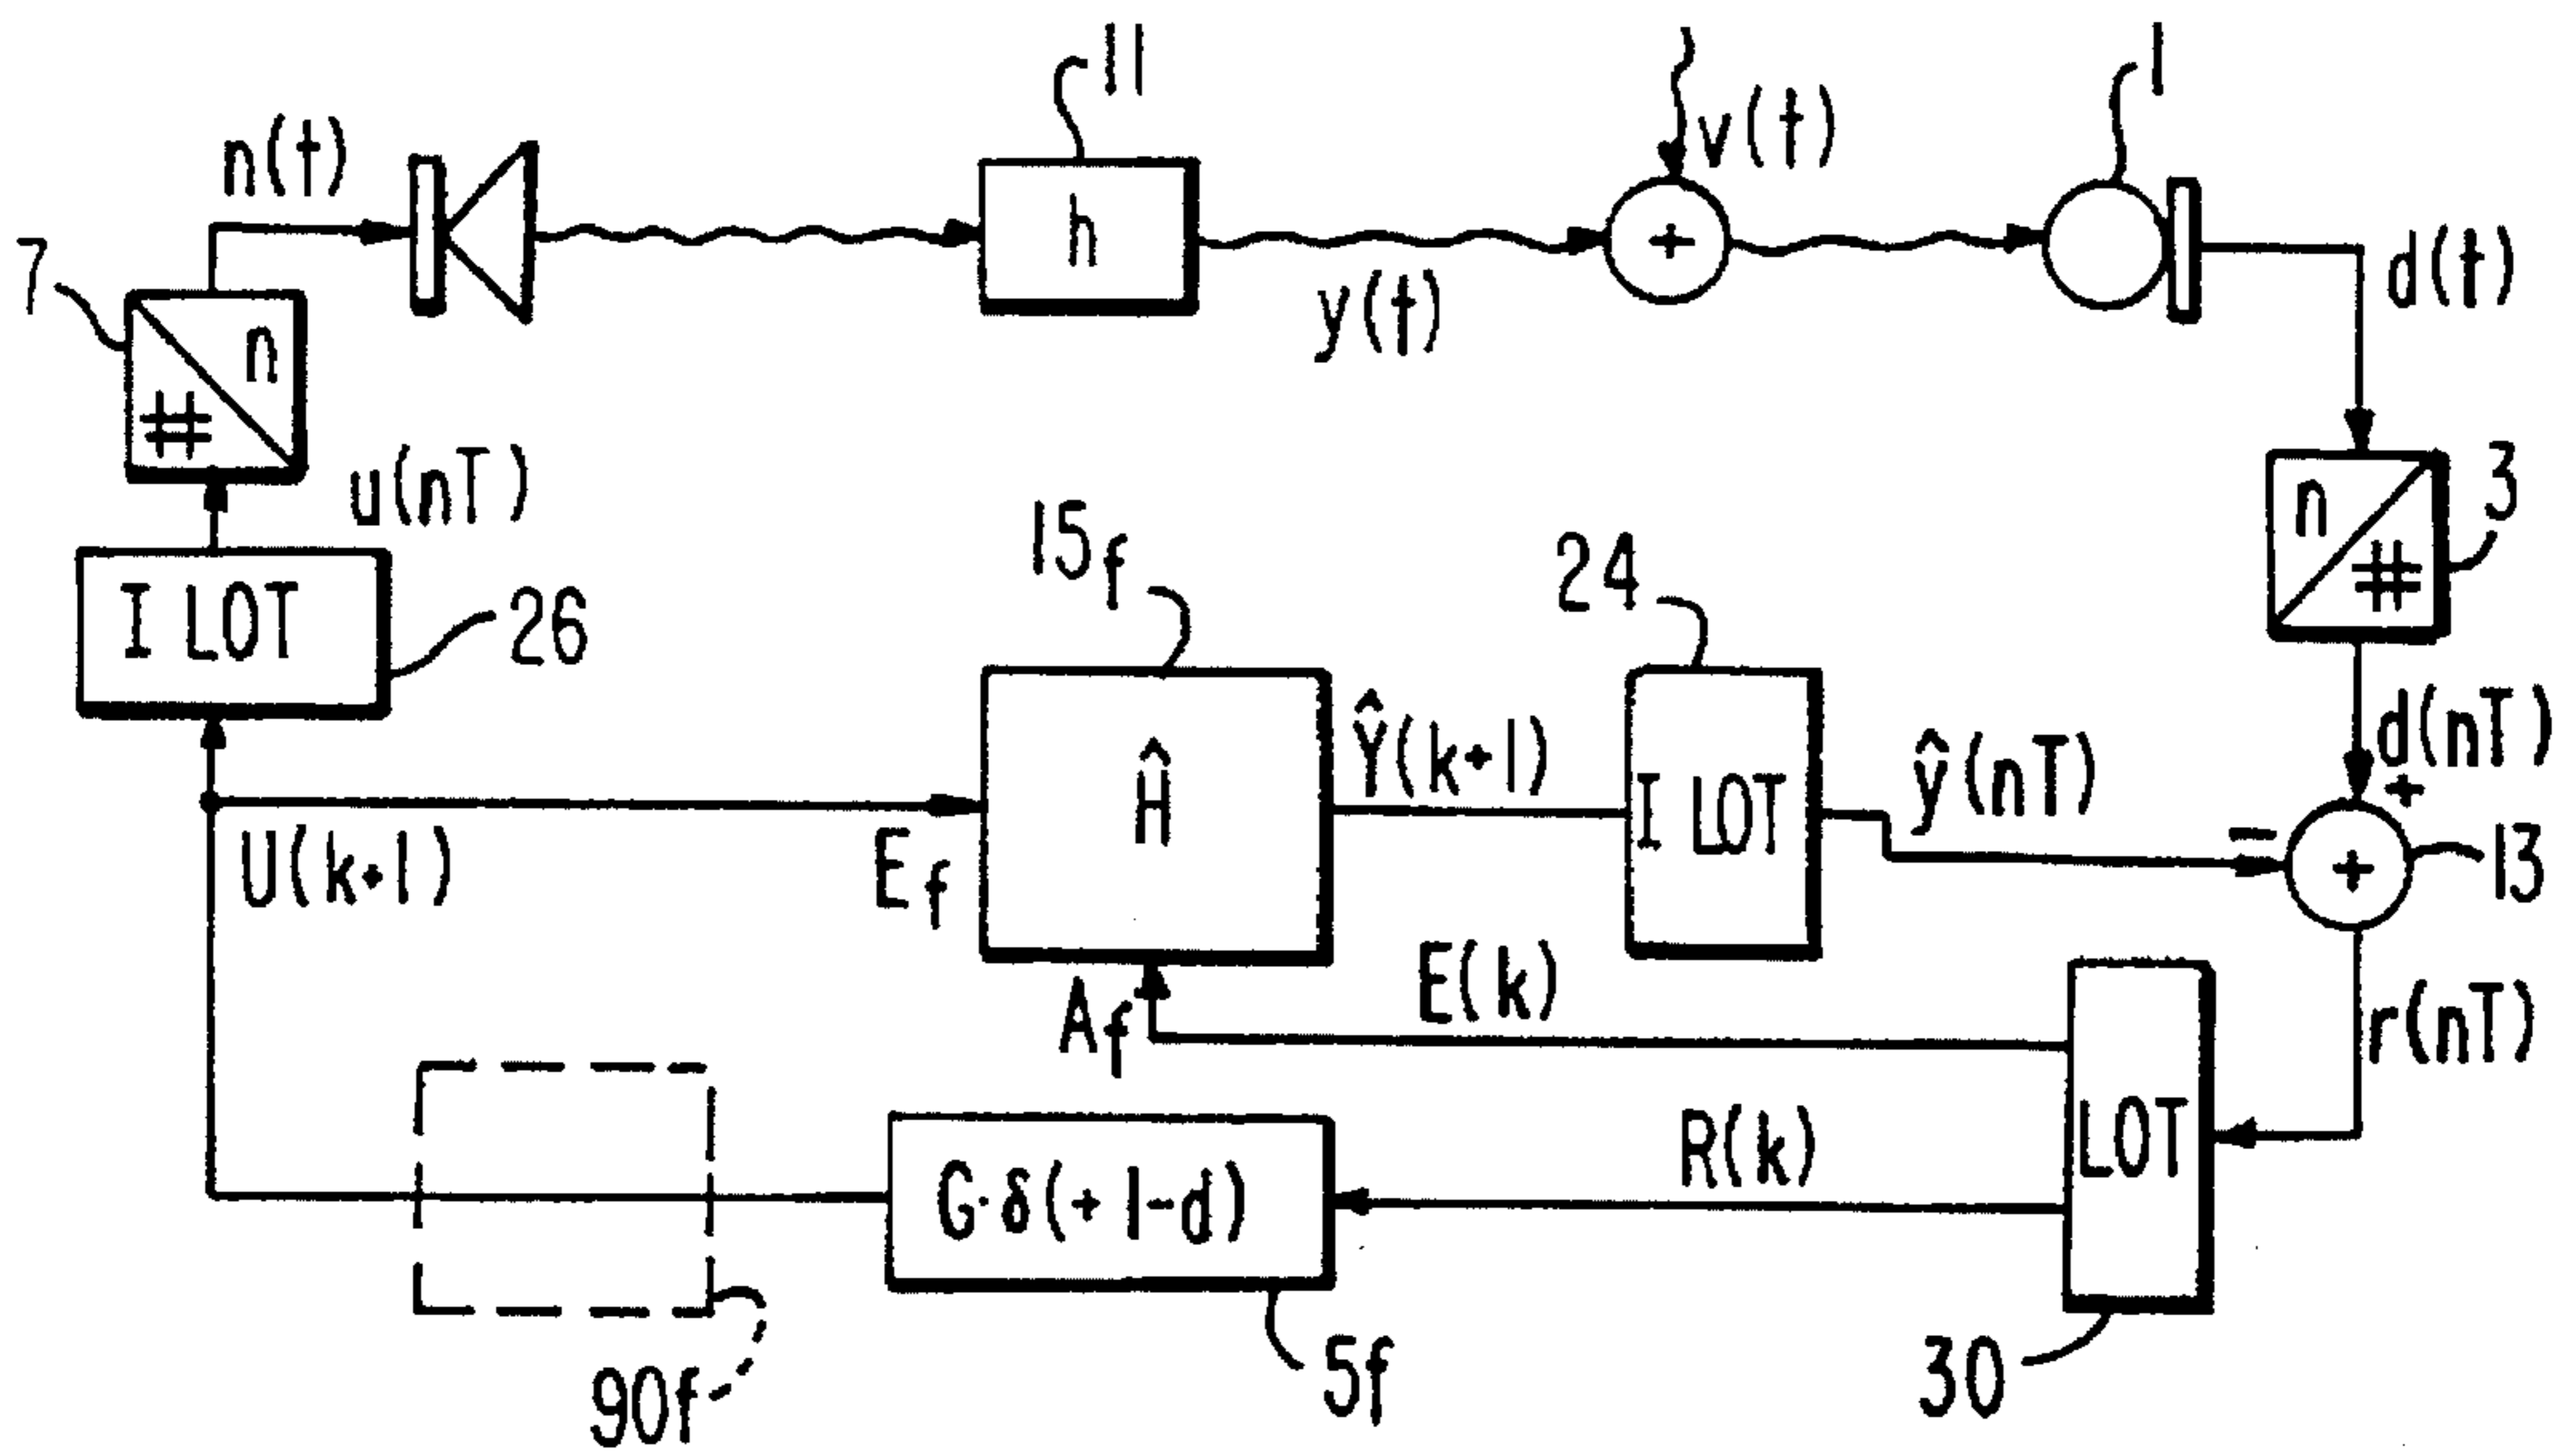 11
1
n(t)
v(t)
7
n
#
h
+
y(t)
d(t)
u(nT)
n
#
3
I LOT
26
15f
24
Ĥ
Ŷ(k+1)
I LOT
ŷ(nT)
d(nT)
+
−
+
13
U(k+1)
Ef
Af
E(k)
r(nT)
LOT
R(k)
G·δ(+1-d)
90f
5f
30